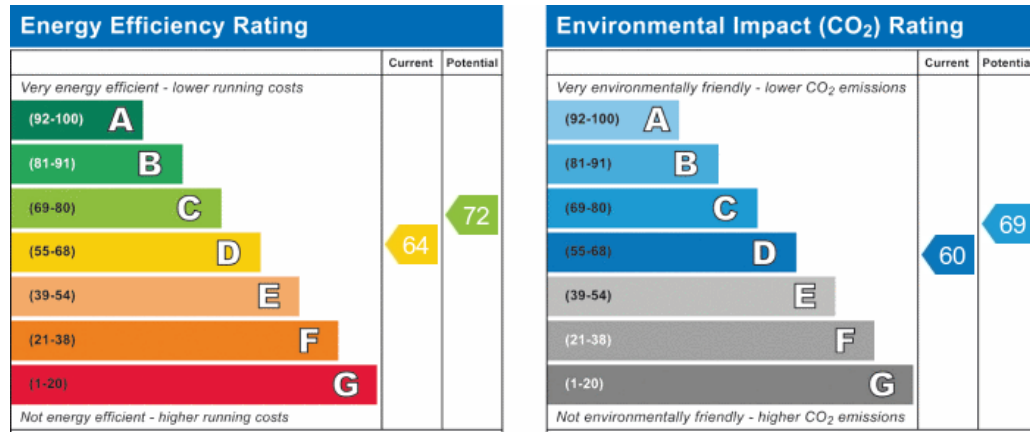 Energy Efficiency Rating
Current Potential
Very energy efficient - lower running costs
(92-100) A
(81-91) B
(69-80) C
(55-68) D
(39-54) E
(21-38) F
(1-20) G
64
72
Not energy efficient - higher running costs
Environmental Impact (CO₂) Rating
Current Potentia
Very environmentally friendly - lower CO₂ emissions
(92-100) A
(81-91) B
(69-80) C
(55-68) D
(39-54) E
(21-38) F
(1-20) G
60
69
Not environmentally friendly - higher CO₂ emissions